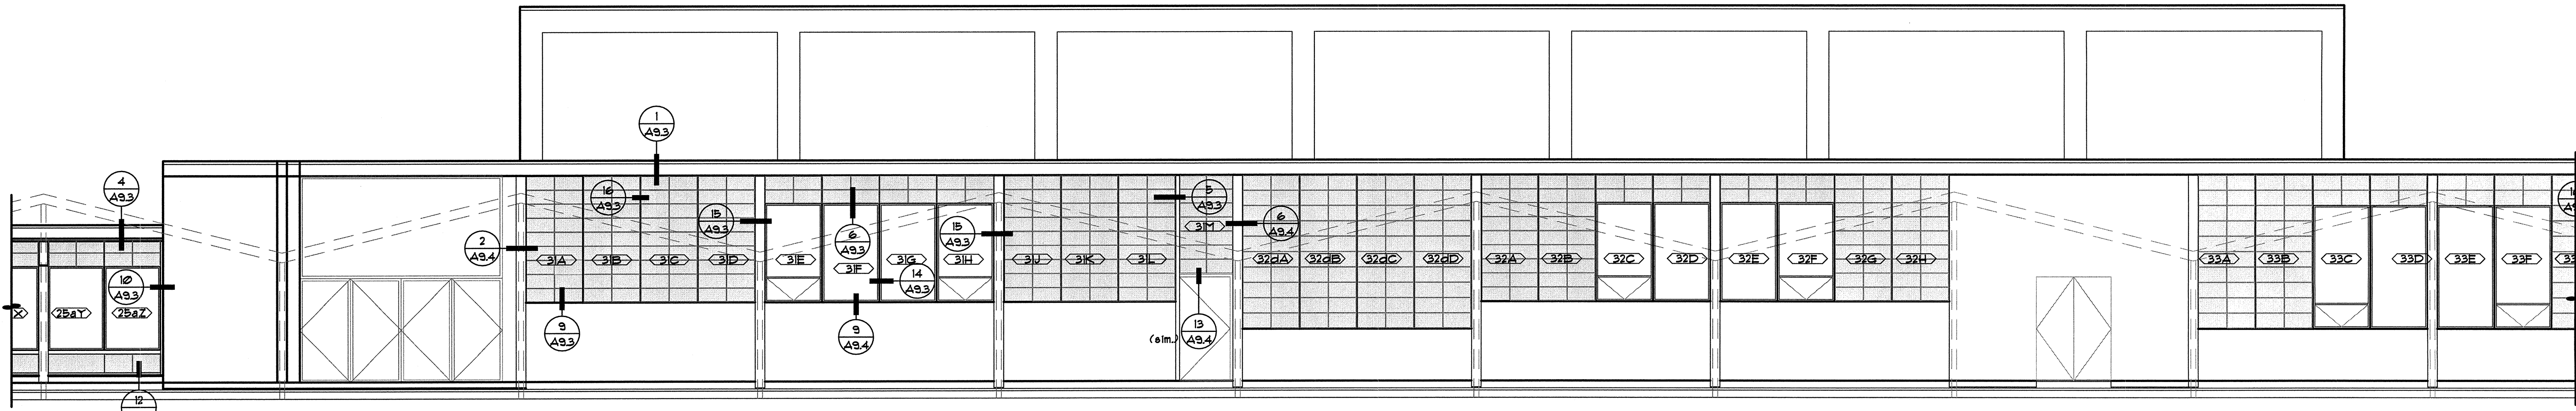 1
A9.3
4
A9.3
16
A9.3
5
A9.3
15
A9.3
6
A9.4
31M
2
A9.4
6
A9.3
15
A9.3
31A
31B
31C
31D
31E
31F
31G
31H
31J
31K
31L
32dA
32dB
32dC
32dD
32A
32B
32C
32D
32E
32F
32G
32H
33A
33B
33C
33D
33E
33F
14
A9.3
10
A9.3
X
25aY
25aZ
9
A9.3
9
A9.4
(sim.)
13
A9.4
12